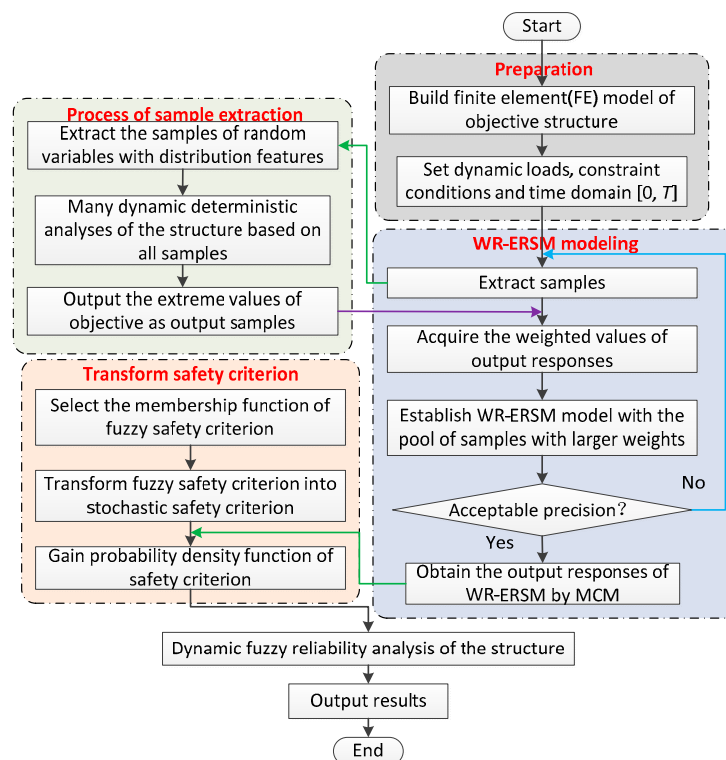 Start
Preparation
Build finite element(FE) model of
objective structure
Set dynamic loads, constraint
conditions and time domain [0, T]
Process of sample extraction
Extract the samples of random
variables with distribution features
Many dynamic deterministic
analyses of the structure based on
all samples
Output the extreme values of
objective as output samples
WR-ERSM modeling
Extract samples
Acquire the weighted values of
output responses
Establish WR-ERSM model with the
pool of samples with larger weights
No
Acceptable precision?
Yes
Obtain the output responses of
WR-ERSM by MCM
Transform safety criterion
Select the membership function of
fuzzy safety criterion
Transform fuzzy safety criterion into
stochastic safety criterion
Gain probability density function of
safety criterion
Dynamic fuzzy reliability analysis of the structure
Output results
End